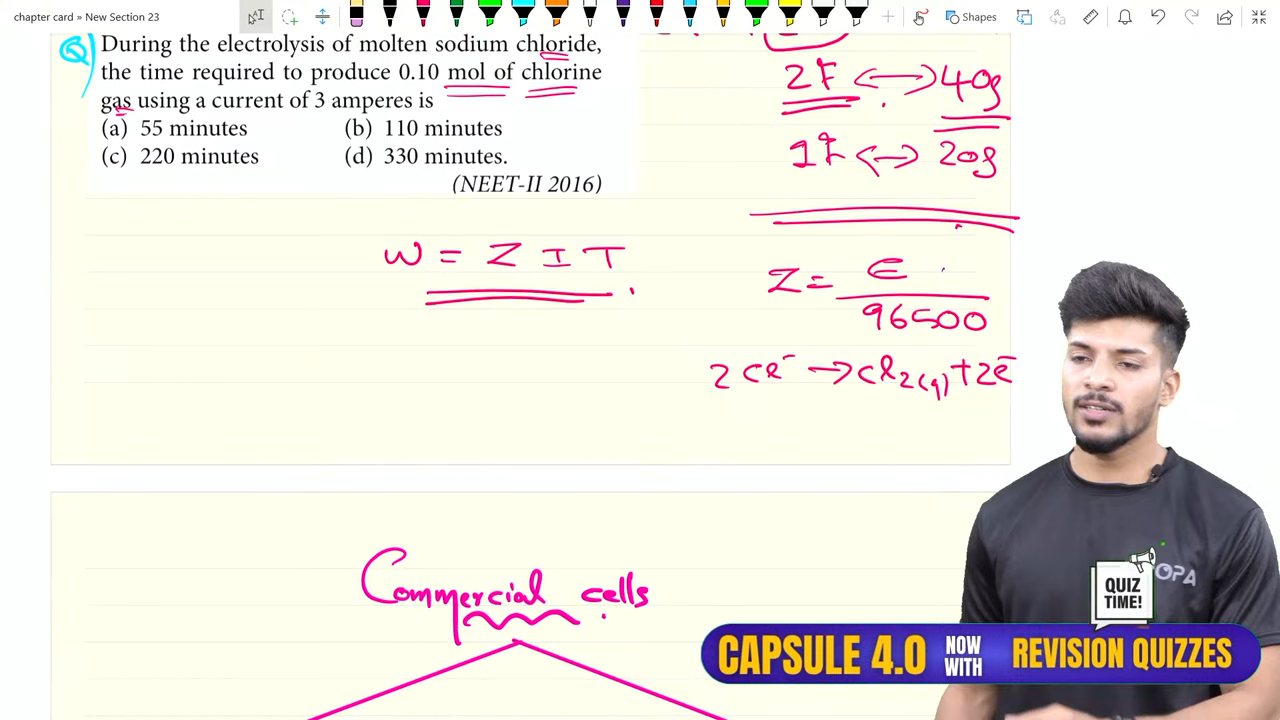 chapter card » New Section 23
Shapes
Q) During the electrolysis of molten sodium chloride,
the time required to produce 0.10 mol of chlorine
gas using a current of 3 amperes is
(a) 55 minutes (b) 110 minutes
(c) 220 minutes (d) 330 minutes.
(NEET-II 2016)
2F <—> 40g
1F <—> 20g
W = Z I T
Z = E
96500
2Cl⁻ → Cl₂(g) + 2e⁻
Commercial cells
OPA
QUIZ
TIME!
CAPSULE 4.0 NOW WITH REVISION QUIZZES